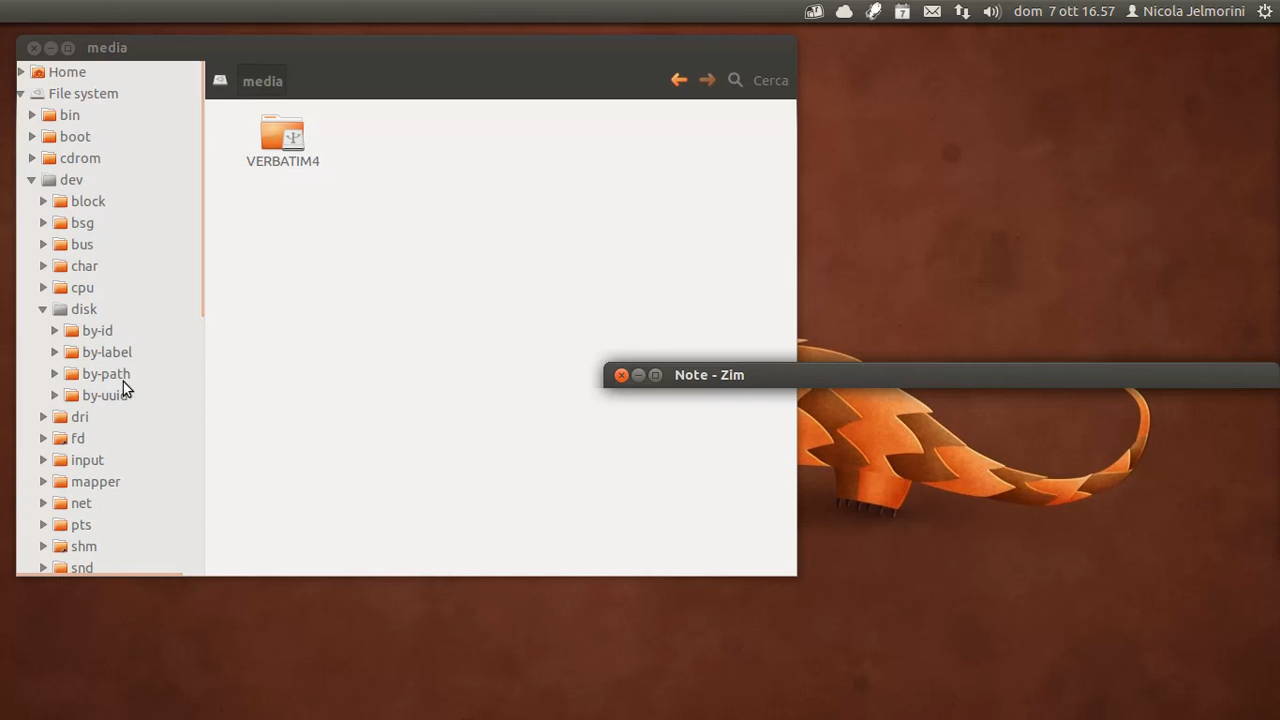 7
dom 7 ott 16.57
Nicola Jelmorini
media
Home
File system
bin
boot
cdrom
dev
block
bsg
bus
char
cpu
disk
by-id
by-label
by-path
by-uuid
dri
fd
input
mapper
net
pts
shm
snd
media
Cerca
VERBATIM4
Note - Zim